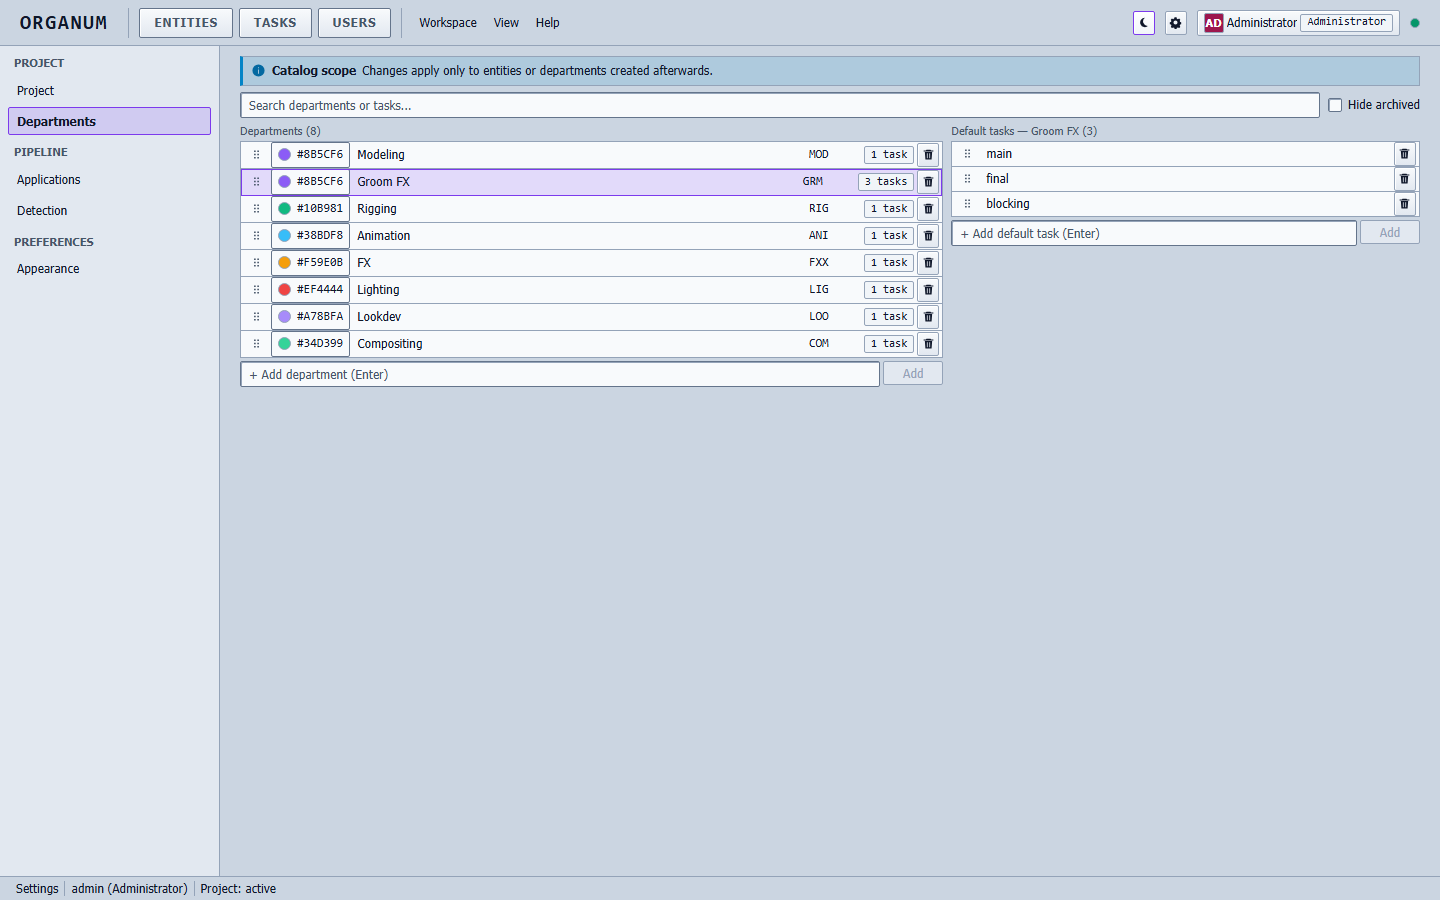 ORGANUM ENTITIES TASKS USERS Workspace View Help AD Administrator Administrator
PROJECT
Project
Departments
PIPELINE
Applications
Detection
PREFERENCES
Appearance
Catalog scope Changes apply only to entities or departments created afterwards.
Search departments or tasks... Hide archived
Departments (8)
#8B5CF6 Modeling MOD 1 task
#8B5CF6 Groom FX GRM 3 tasks
#10B981 Rigging RIG 1 task
#38BDF8 Animation ANI 1 task
#F59E0B FX FXX 1 task
#EF4444 Lighting LIG 1 task
#A78BFA Lookdev LOO 1 task
#34D399 Compositing COM 1 task
+ Add department (Enter) Add
Default tasks — Groom FX (3)
main
final
blocking
+ Add default task (Enter) Add
Settings admin (Administrator) Project: active